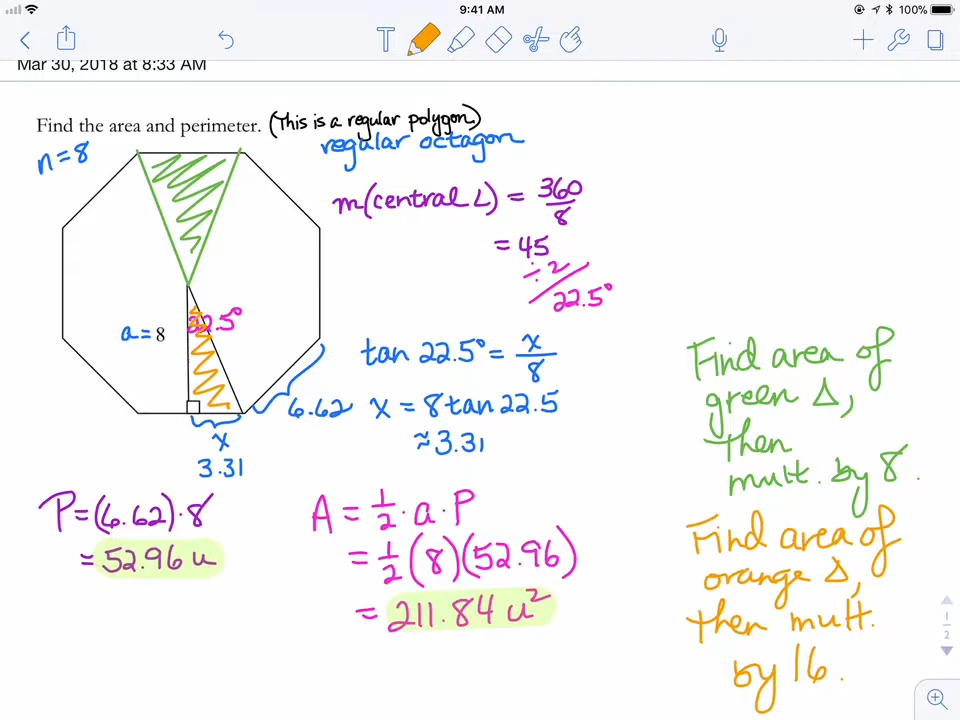 9:41 AM
100%
Mar 30, 2018 at 8:33 AM
T
Find the area and perimeter. (This is a regular polygon.)
regular octagon
n = 8
m(central ∠) = 360/8
= 45
÷2
22.5°
22.5°
a = 8
tan 22.5° = x/8
6.62
x = 8 tan 22.5
≈ 3.31
x
3.31
P = (6.62) · 8
= 52.96 u
A = 1/2 · a · P
= 1/2 (8)(52.96)
= 211.84 u²
Find area of
green Δ,
then
mult. by 8.
Find area of
orange Δ,
then mult.
by 16.
1
2